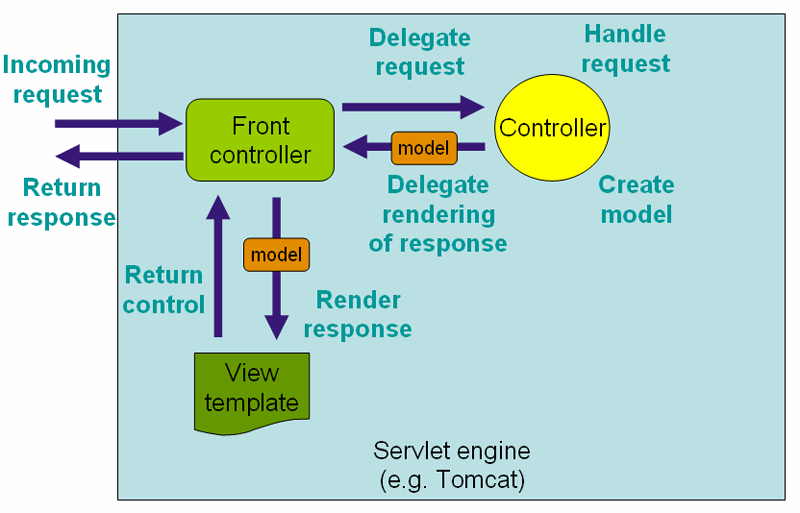 Incoming
request
Return
response
Front
controller
Delegate
request
Handle
request
Controller
model
Delegate
rendering
of response
Create
model
Return
control
model
Render
response
View
template
Servlet engine
(e.g. Tomcat)